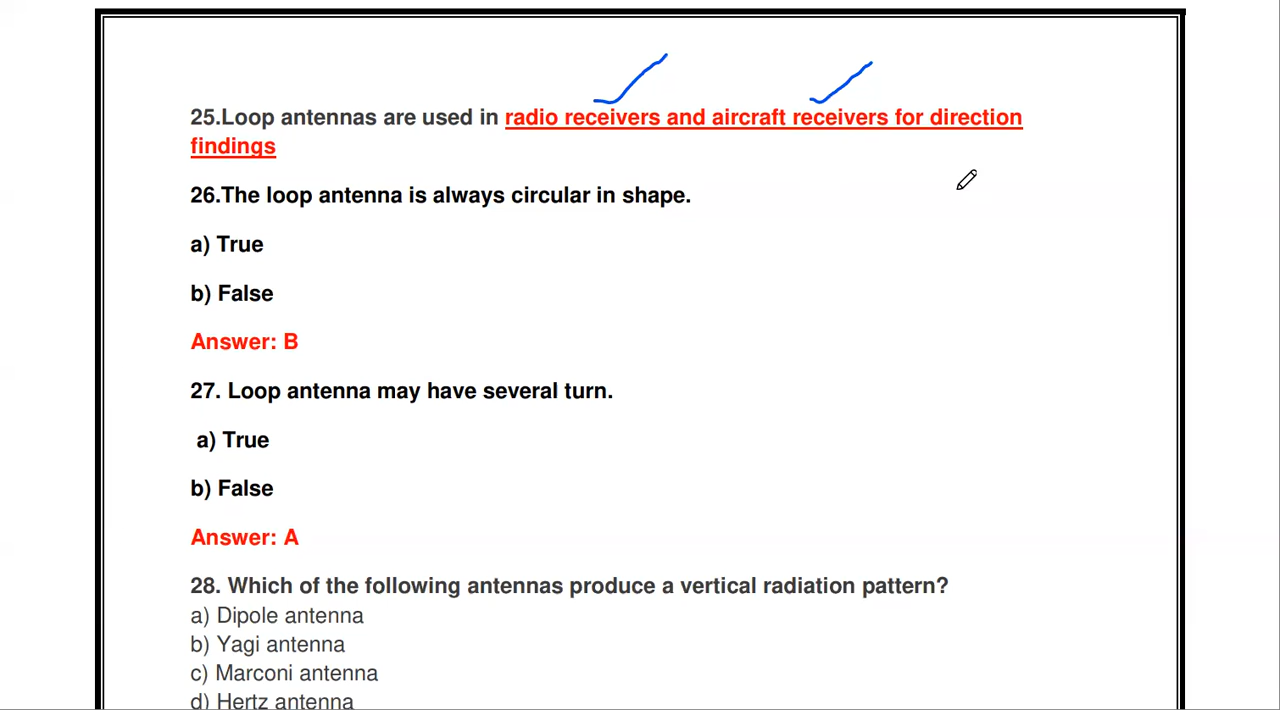 25.Loop antennas are used in radio receivers and aircraft receivers for direction
findings
26.The loop antenna is always circular in shape.
a) True
b) False
Answer: B
27. Loop antenna may have several turn.
a) True
b) False
Answer: A
28. Which of the following antennas produce a vertical radiation pattern?
a) Dipole antenna
b) Yagi antenna
c) Marconi antenna
d) Hertz antenna